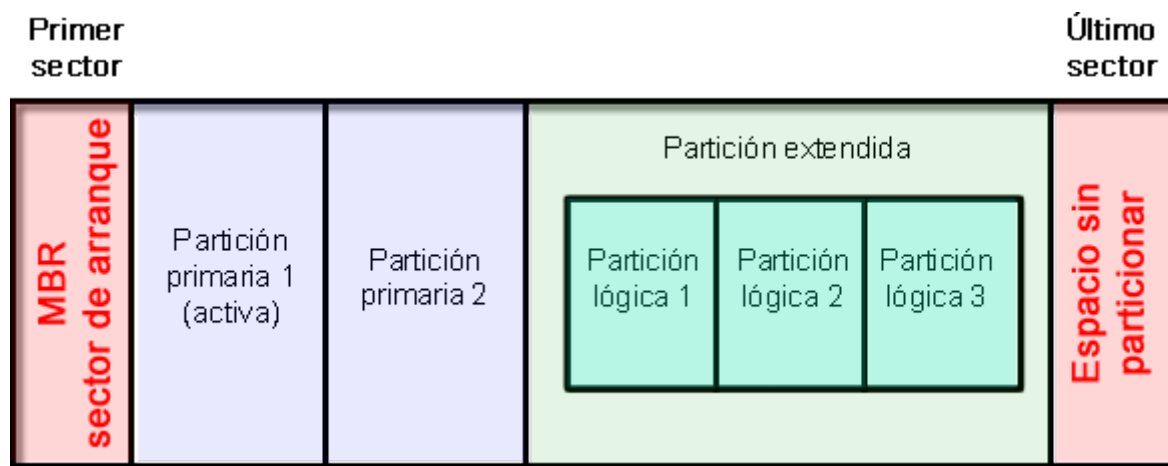 Primer
sector
Último
sector
MBR
sector de arranque
Partición
primaria 1
(activa)
Partición
primaria 2
Partición extendida
Partición
lógica 1
Partición
lógica 2
Partición
lógica 3
Espacio sin
particionar